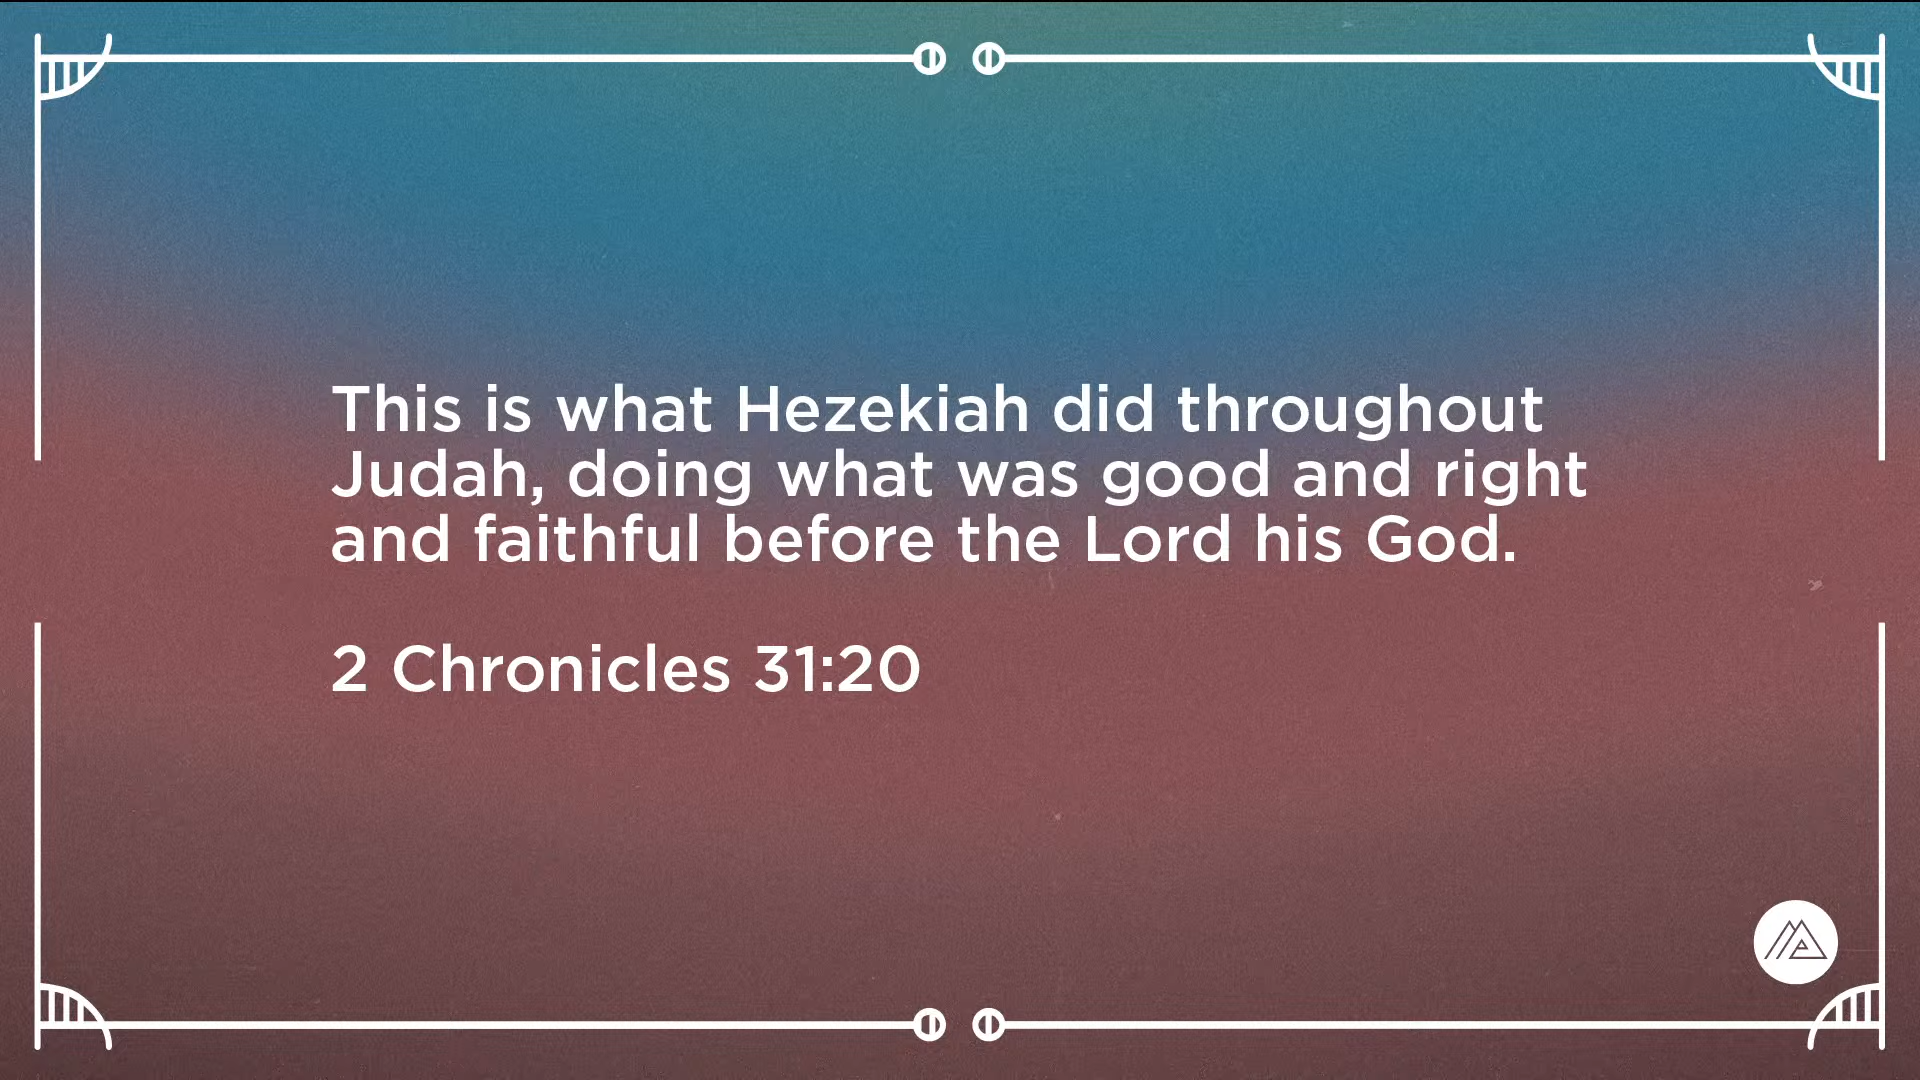 This is what Hezekiah did throughout
Judah, doing what was good and right
and faithful before the Lord his God.
2 Chronicles 31:20